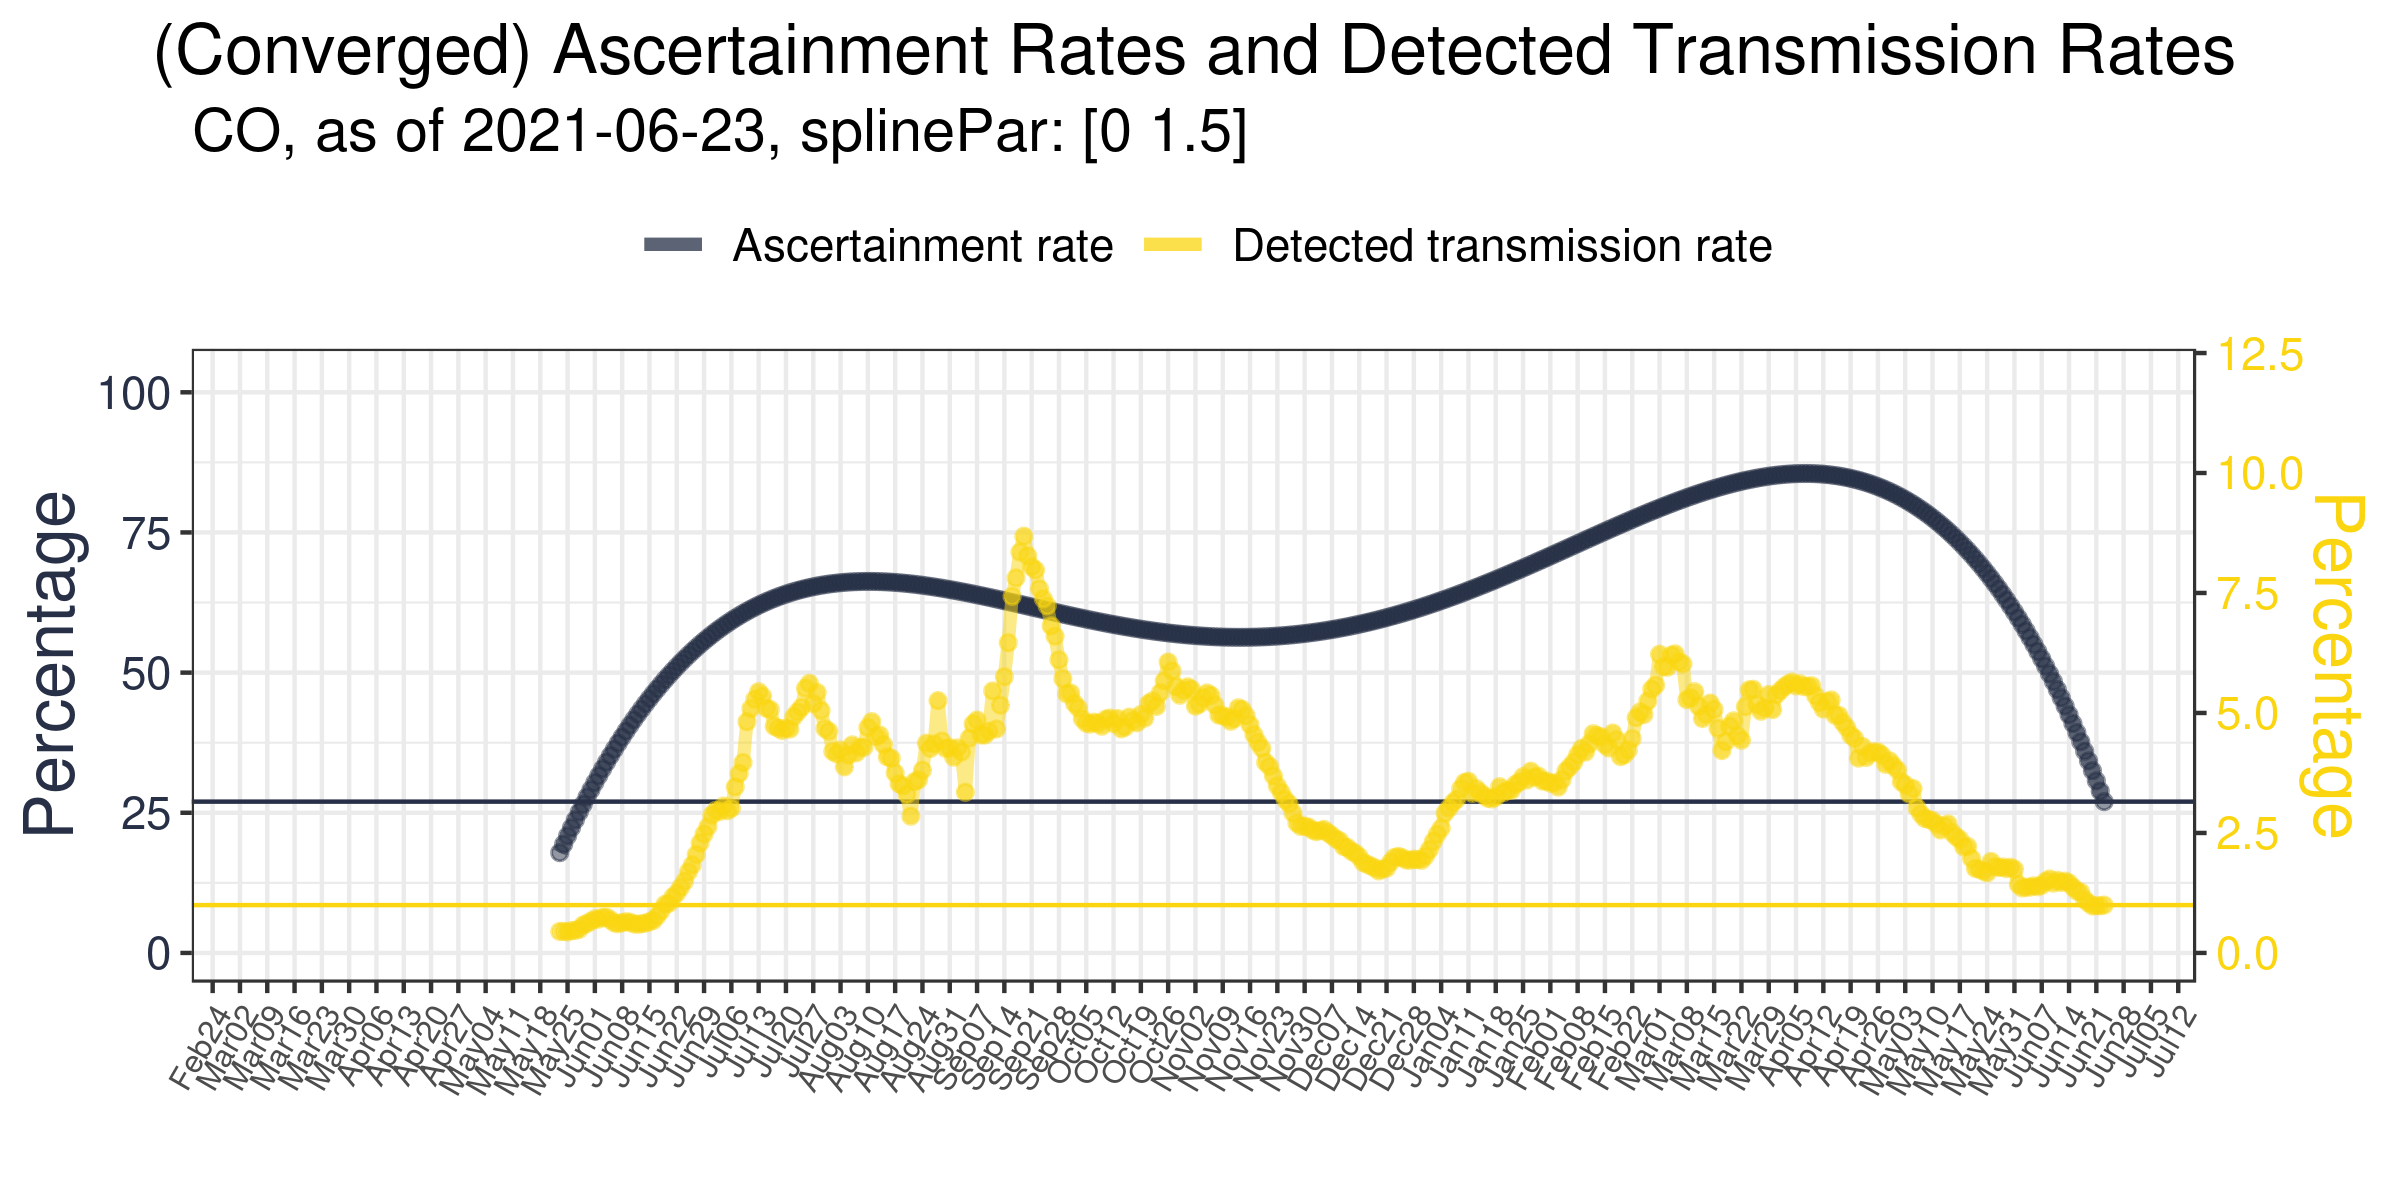 (Converged) Ascertainment Rates and Detected Transmission Rates
CO, as of 2021-06-23, splinePar: [0 1.5]
Ascertainment rate
Detected transmission rate
Percentage
100
75
50
25
0
12.5
10.0
7.5
5.0
2.5
0.0
Percentage
Feb24
Mar02
Mar09
Mar16
Mar23
Mar30
Apr06
Apr13
Apr20
Apr27
May04
May11
May18
May25
Jun01
Jun08
Jun15
Jun22
Jun29
Jul06
Jul13
Jul20
Jul27
Aug03
Aug10
Aug17
Aug24
Aug31
Sep07
Sep14
Sep21
Sep28
Oct05
Oct12
Oct19
Oct26
Nov02
Nov09
Nov16
Nov23
Nov30
Dec07
Dec14
Dec21
Dec28
Jan04
Jan11
Jan18
Jan25
Feb01
Feb08
Feb15
Feb22
Mar01
Mar08
Mar15
Mar22
Mar29
Apr05
Apr12
Apr19
Apr26
May03
May10
May17
May24
May31
Jun07
Jun14
Jun21
Jun28
Jul05
Jul12